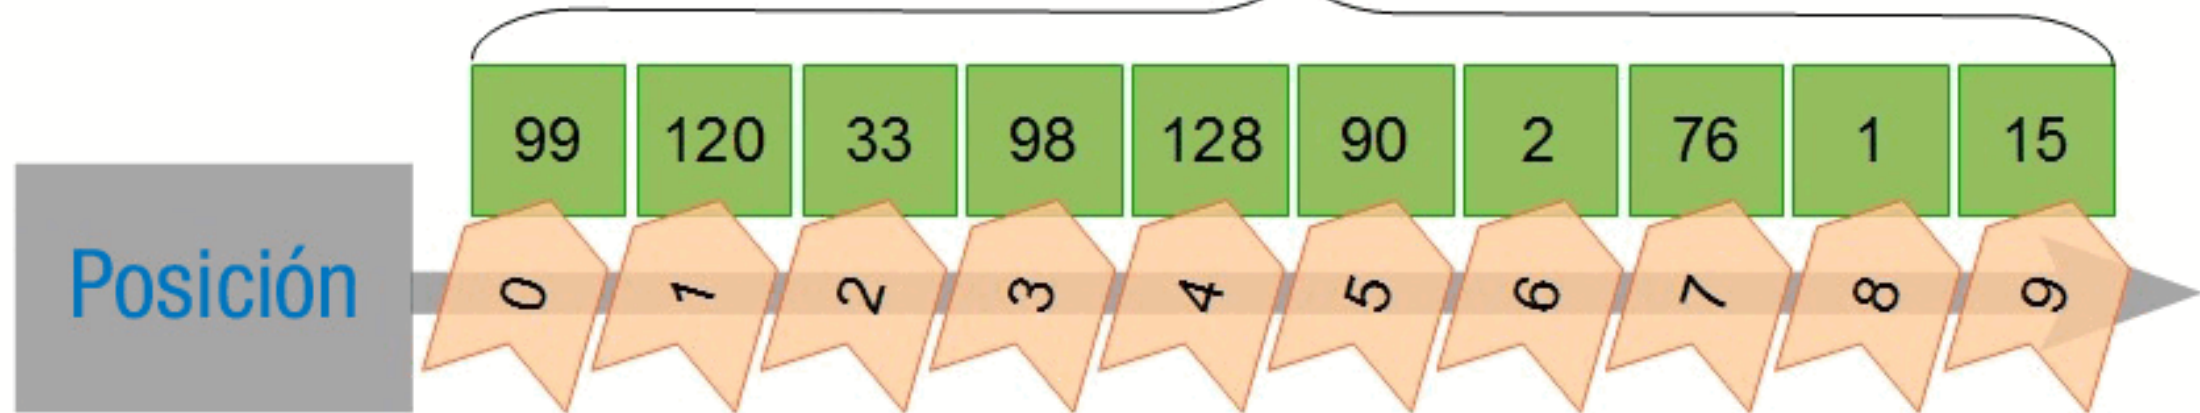 99 120 33 98 128 90 2 76 1 15
Posición 0 1 2 3 4 5 6 7 8 9